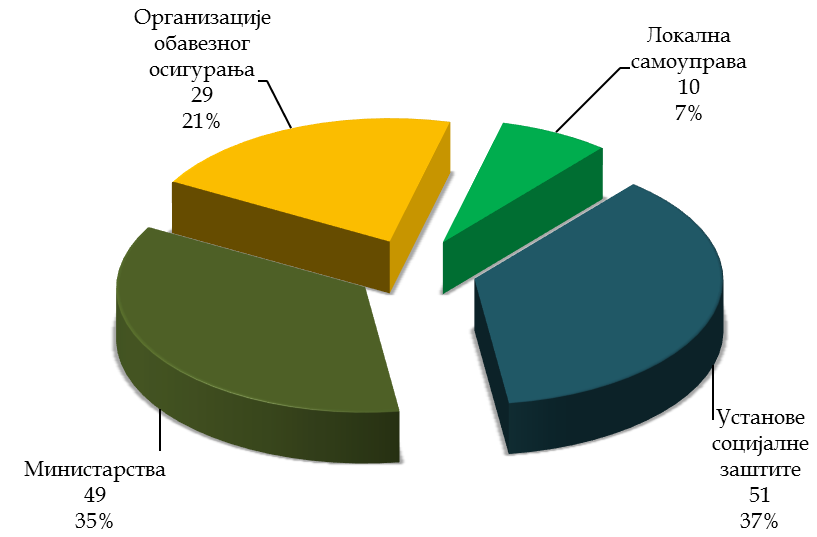 Организације
обавезног
осигурања
29
21%
Локална
самоуправа
10
7%
Установе
социјалне
заштите
51
37%
Министарства
49
35%